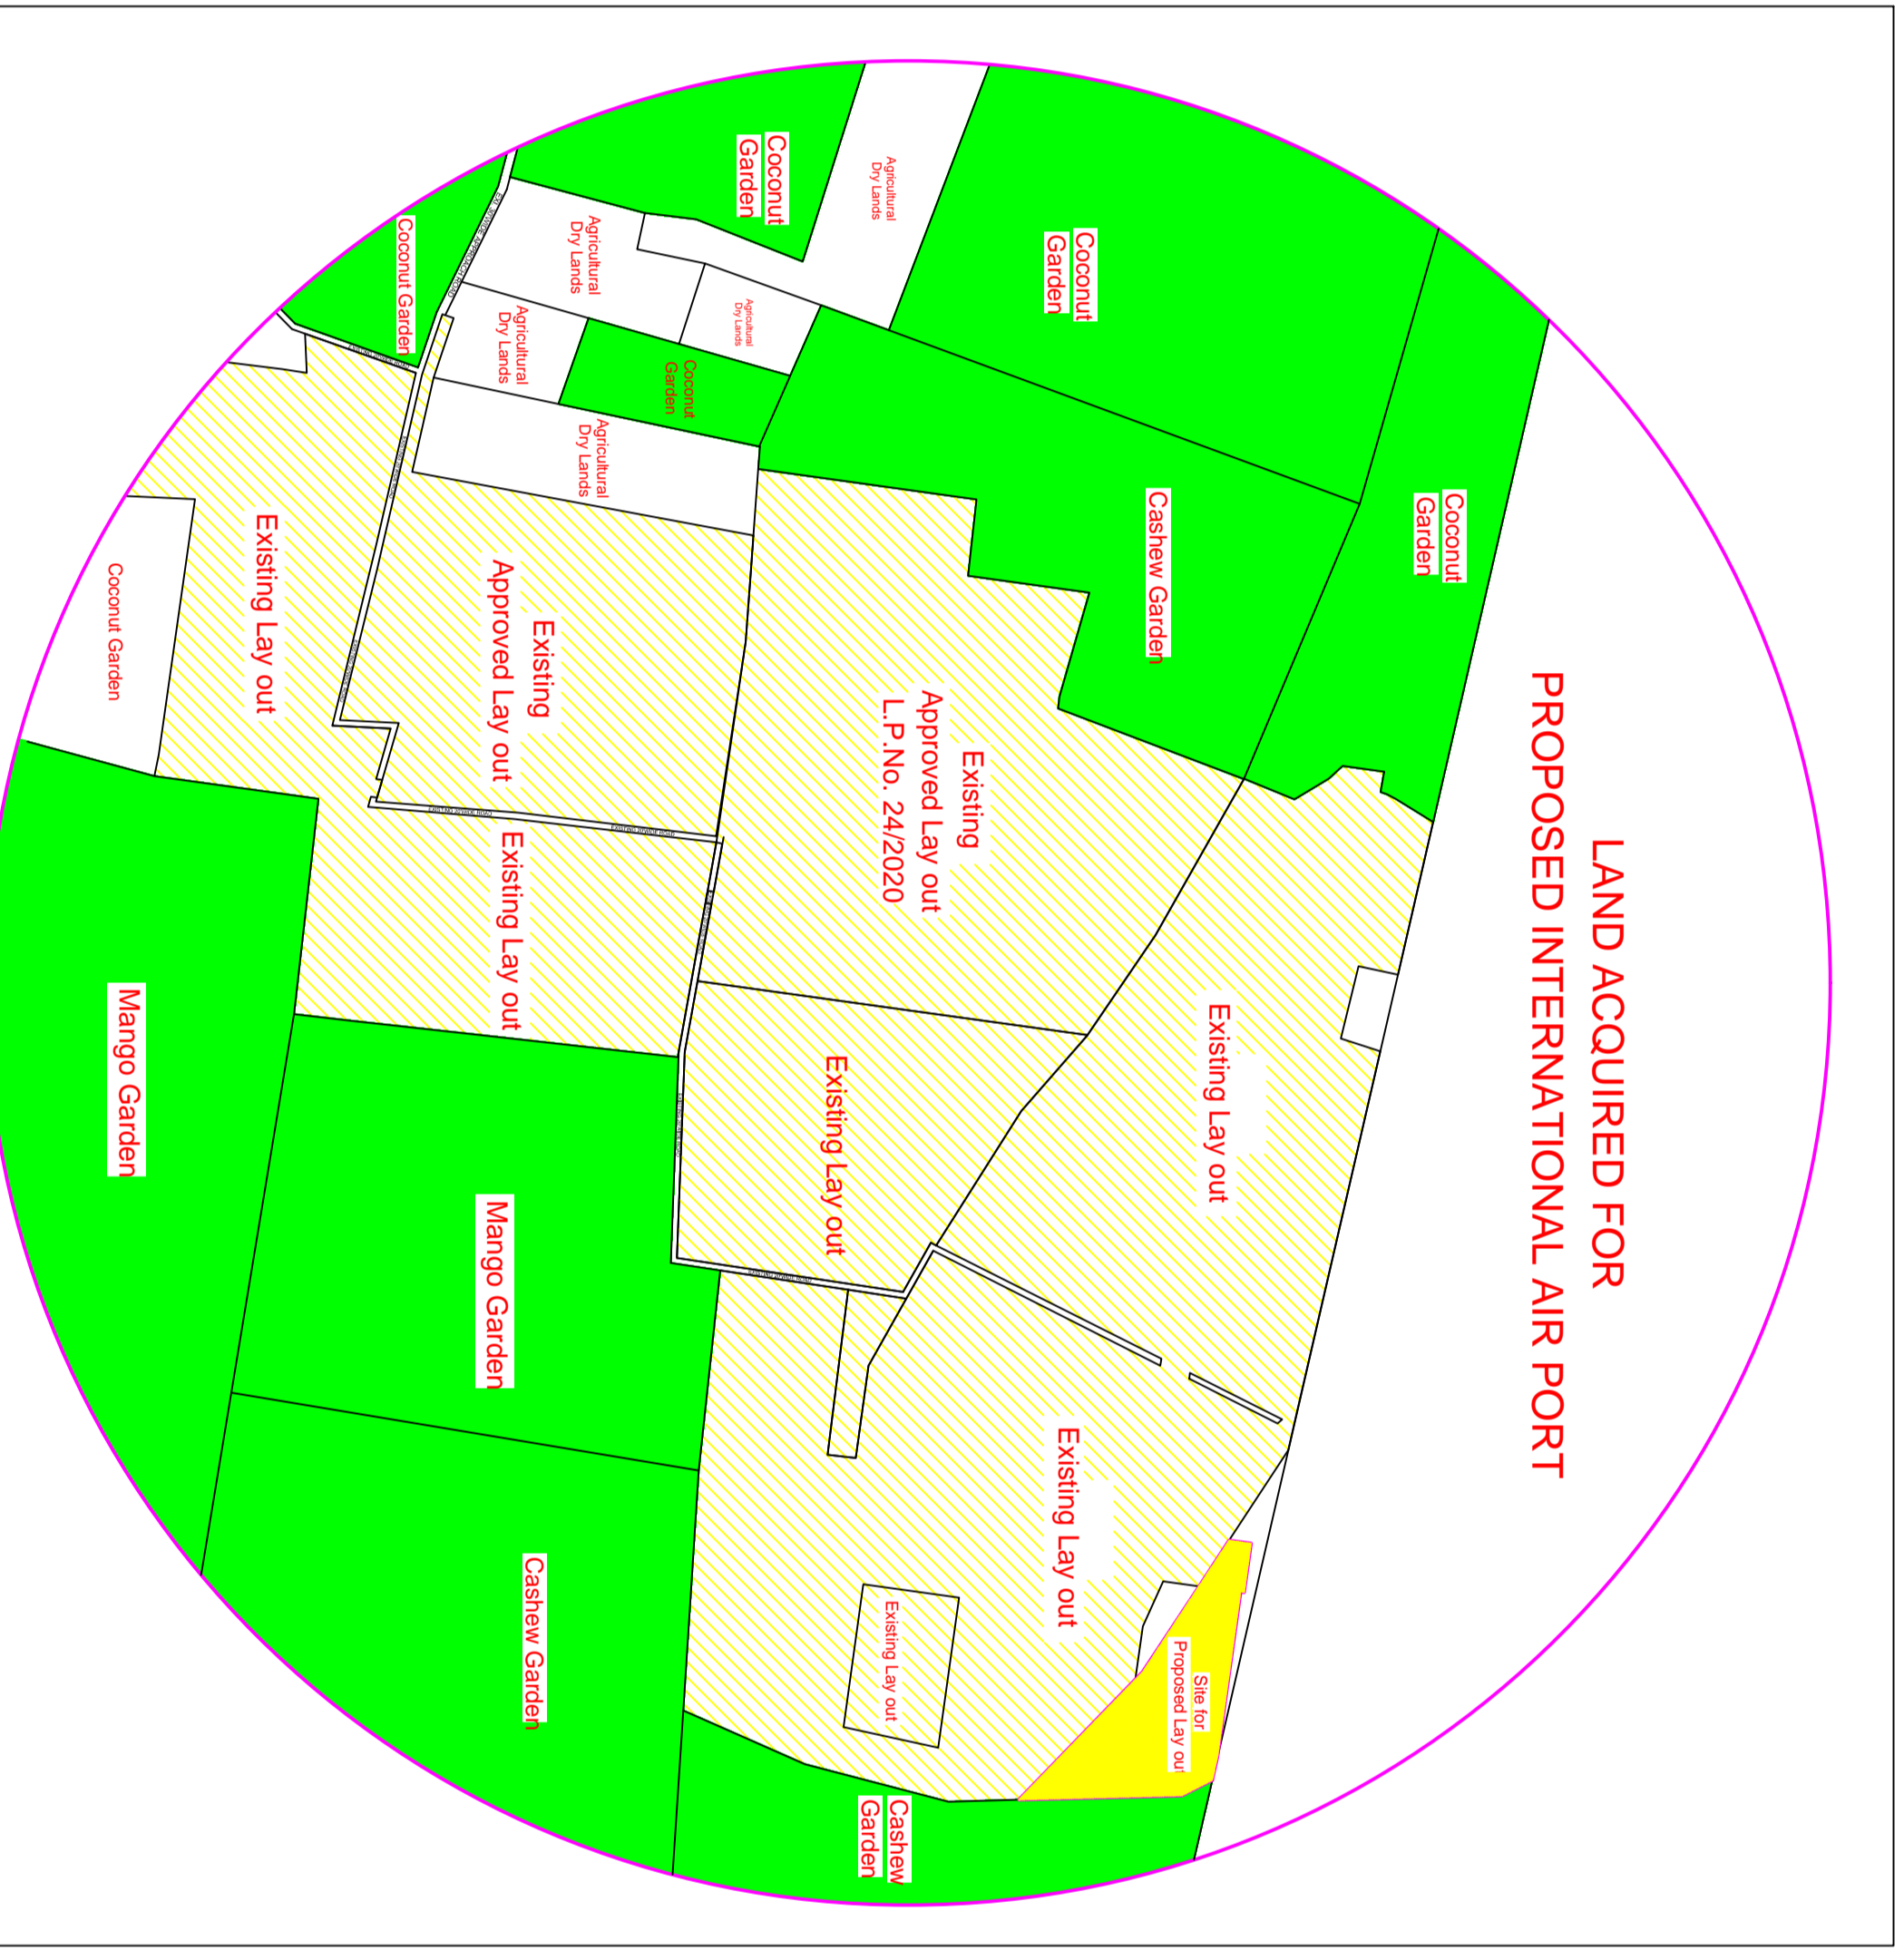 LAND ACQUIRED FOR
PROPOSED INTERNATIONAL AIR PORT
Coconut
Garden
Coconut
Garden
Cashew Garden
Agricultural
Dry Lands
Coconut
Garden
Agricultural
Dry Lands
Agricultural
Dry Lands
Coconut
Garden
Agricultural
Dry Lands
Agricultural
Dry Lands
Coconut Garden
Existing Lay out
Existing
Approved Lay out
L.P.No. 24/2020
Existing
Approved Lay out
Existing Lay out
Coconut Garden
Existing Lay out
Existing Lay out
Existing Lay out
Existing Lay out
Site for
Proposed Lay out
Mango Garden
Mango Garden
Cashew Garden
Cashew
Garden